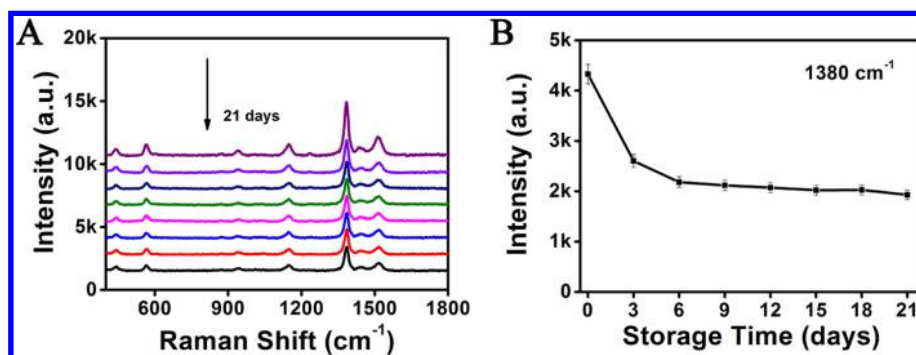 A
20k
15k
10k
5k
0
21 days
600 900 1200 1500 1800
Intensity (a.u.)
Raman Shift (cm⁻¹)
B
5k
4k
3k
2k
1k
0
1380 cm⁻¹
0 3 6 9 12 15 18 21
Intensity (a.u.)
Storage Time (days)